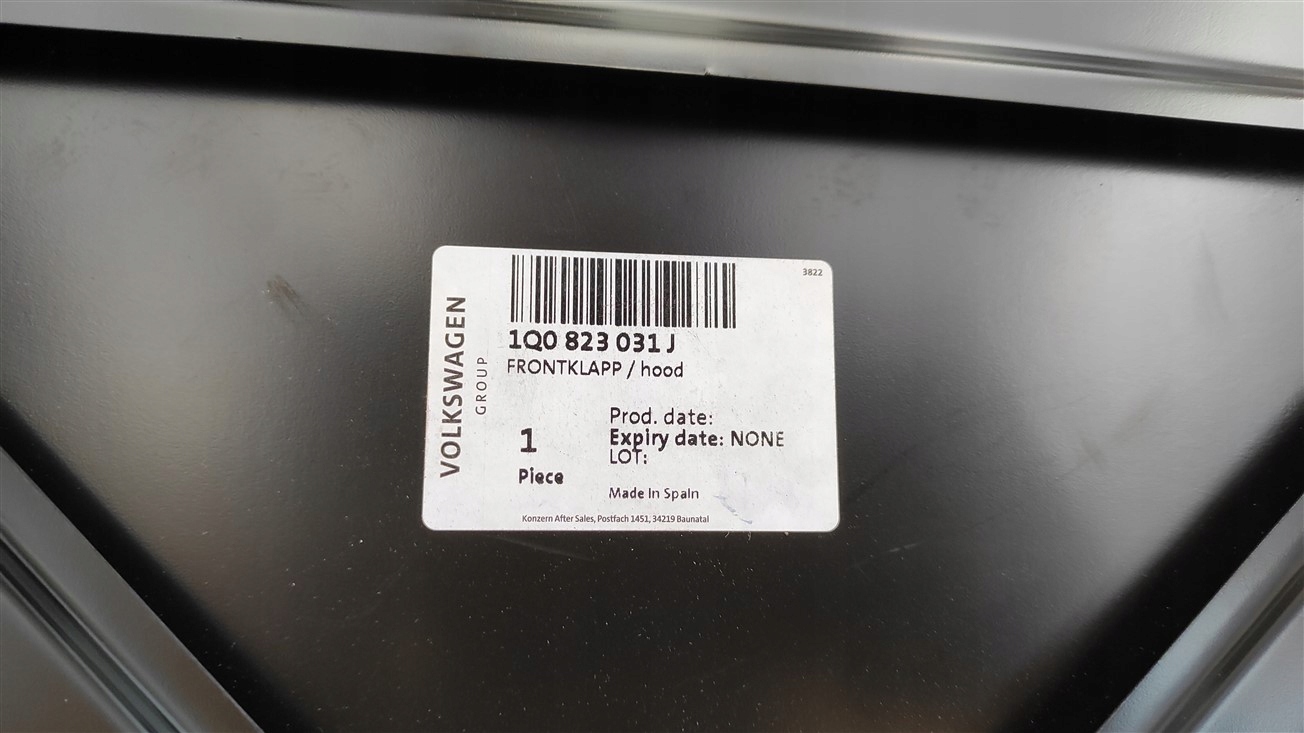 3822
1Q0 823 031 J
FRONTKLAPP / hood
VOLKSWAGEN
GROUP
Prod. date:
1
Expiry date: NONE
LOT:
Piece
Made In Spain
Konzern After Sales, Postfach 1451, 34219 Baunatal